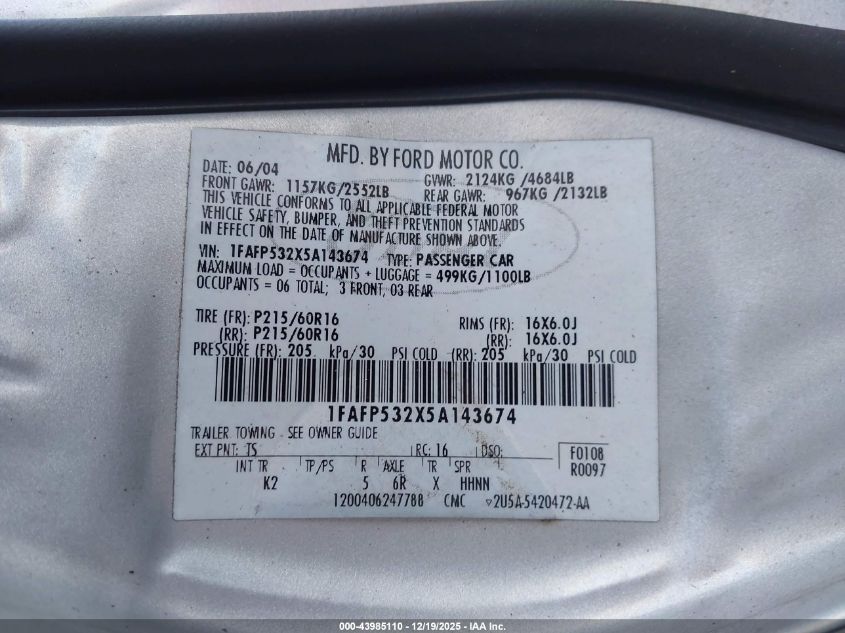 MFD. BY FORD MOTOR CO.
DATE: 06/04 GVWR: 2124KG /4684LB
FRONT GAWR: 1157KG/2552LB REAR GAWR: 967KG /2132LB
THIS VEHICLE CONFORMS TO ALL APPLICABLE FEDERAL MOTOR
VEHICLE SAFETY, BUMPER, AND THEFT PREVENTION STANDARDS
IN EFFECT ON THE DATE OF MANUFACTURE SHOWN ABOVE.
VIN: 1FAFP532X5A143674 TYPE: PASSENGER CAR
MAXIMUM LOAD = OCCUPANTS + LUGGAGE = 499KG/1100LB
OCCUPANTS = 06 TOTAL; 3 FRONT, 03 REAR
TIRE (FR): P215/60R16 RIMS (FR): 16X6.0J
(RR): P215/60R16 (RR): 16X6.0J
PRESSURE (FR): 205 kPa/30 PSI COLD (RR): 205 kPa/30 PSI COLD
1FAFP532X5A143674
TRAILER TOWING - SEE OWNER GUIDE
EXT PNT: TS RC: 16 DSO: F0108
R0097
INT TR TP/PS R AXLE TR SPR
K2 5 6R X HHNN
1200406247788 CMC 2U5A-5420472-AA
000-43985110 - 12/19/2025 - IAA Inc.